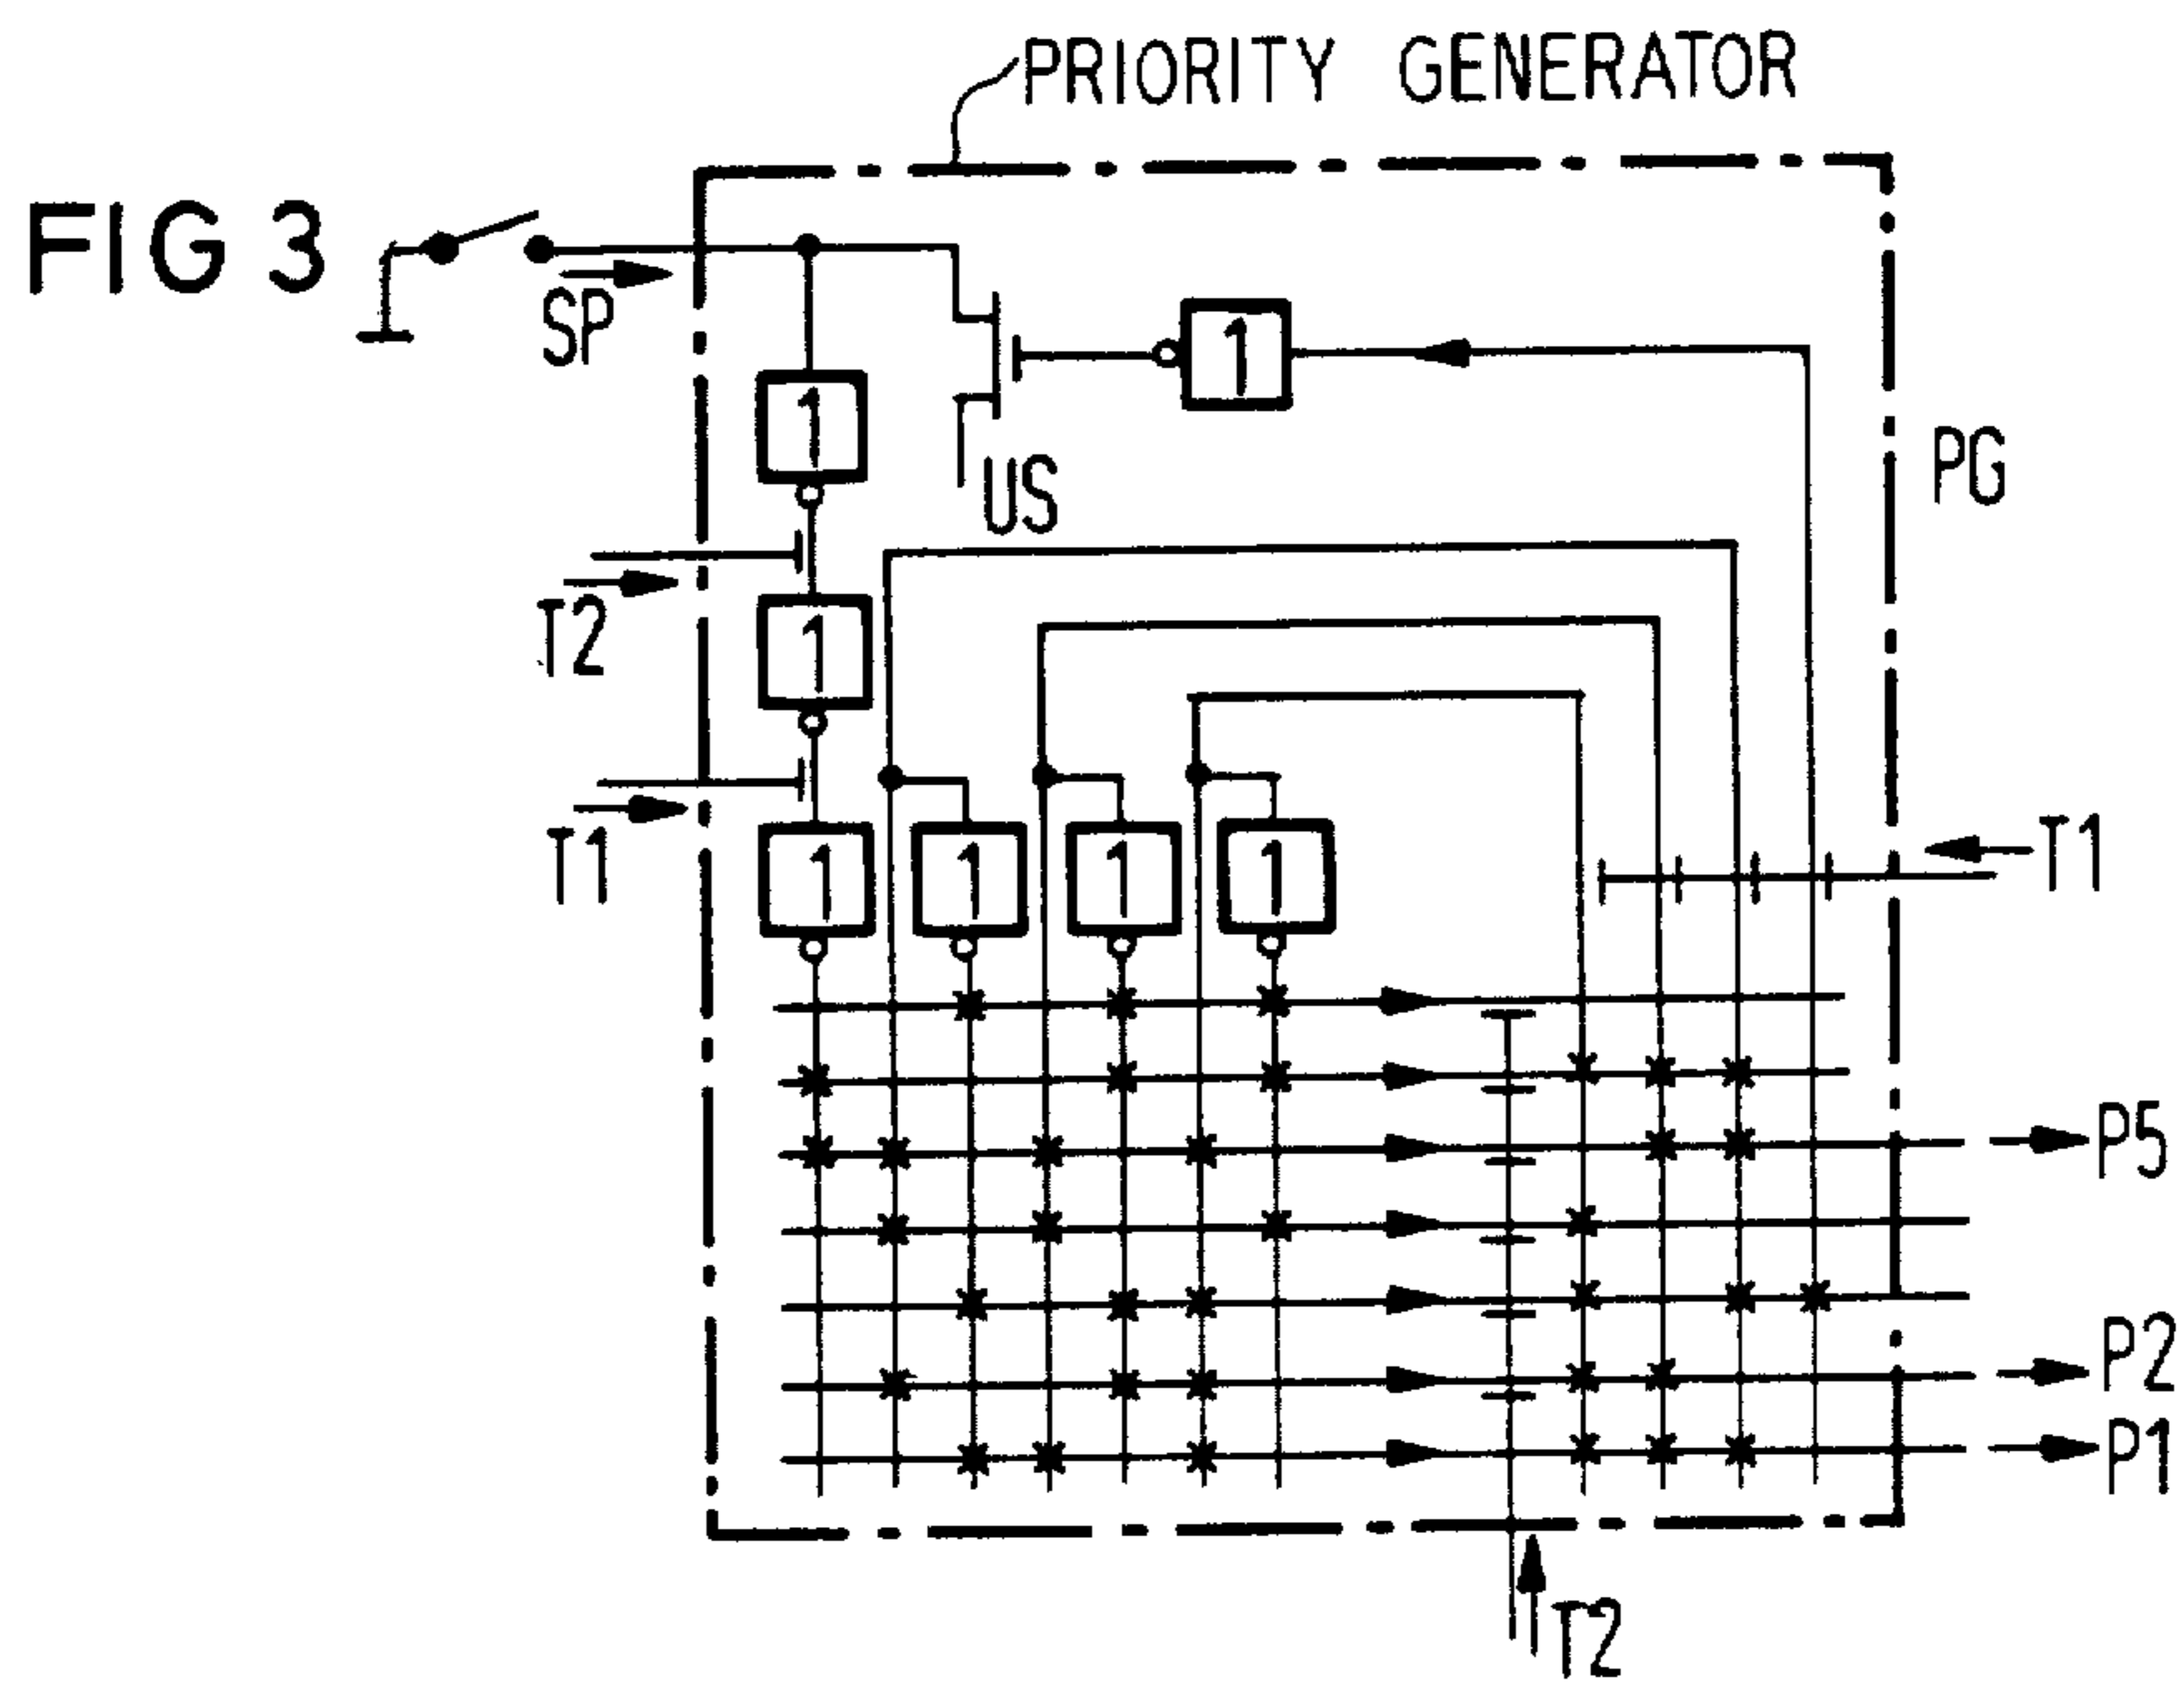 PRIORITY GENERATOR
FIG 3
SP
1
1
US
PG
T2
1
T1
1
1
1
1
T1
P5
P2
P1
T2